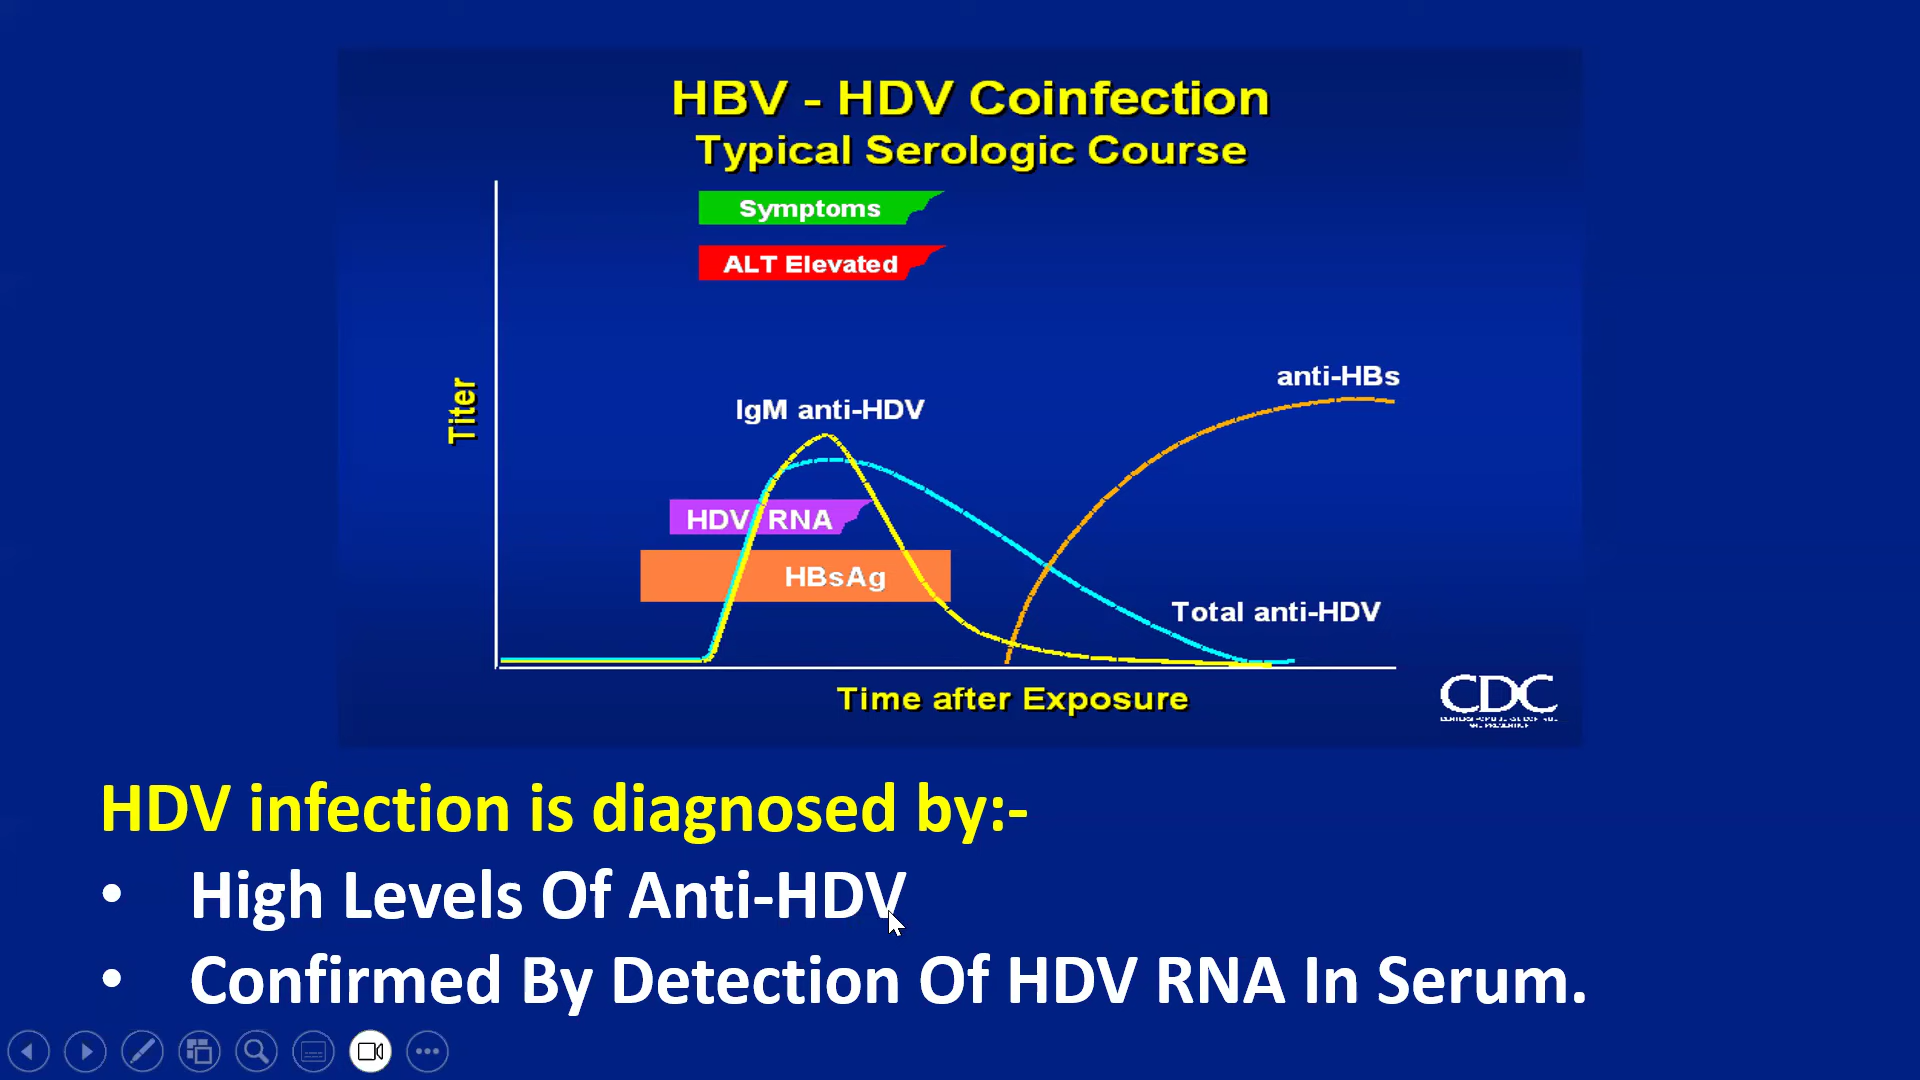 HBV - HDV Coinfection
Typical Serologic Course
Symptoms
ALT Elevated
anti-HBs
IgM anti-HDV
Titer
HDV RNA
HBsAg
Total anti-HDV
Time after Exposure
CDC
HDV infection is diagnosed by:-
• High Levels Of Anti-HDV
• Confirmed By Detection Of HDV RNA In Serum.